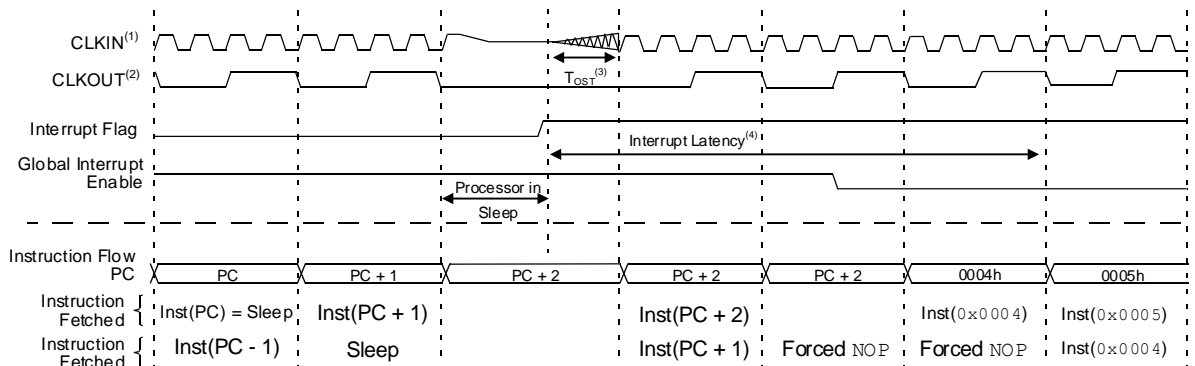 CLKIN(1)
CLKOUT(2)
TOST(3)
Interrupt Flag
Interrupt Latency(4)
Global Interrupt
Enable
Processor in
Sleep
Instruction Flow
PC
PC
PC + 1
PC + 2
PC + 2
PC + 2
0004h
0005h
Instruction
Fetched
Inst(PC) = Sleep
Inst(PC + 1)
Inst(PC + 2)
Inst(0x0004)
Inst(0x0005)
Instruction
Fetched
Inst(PC - 1)
Sleep
Inst(PC + 1)
Forced NOP
Forced NOP
Inst(0x0004)